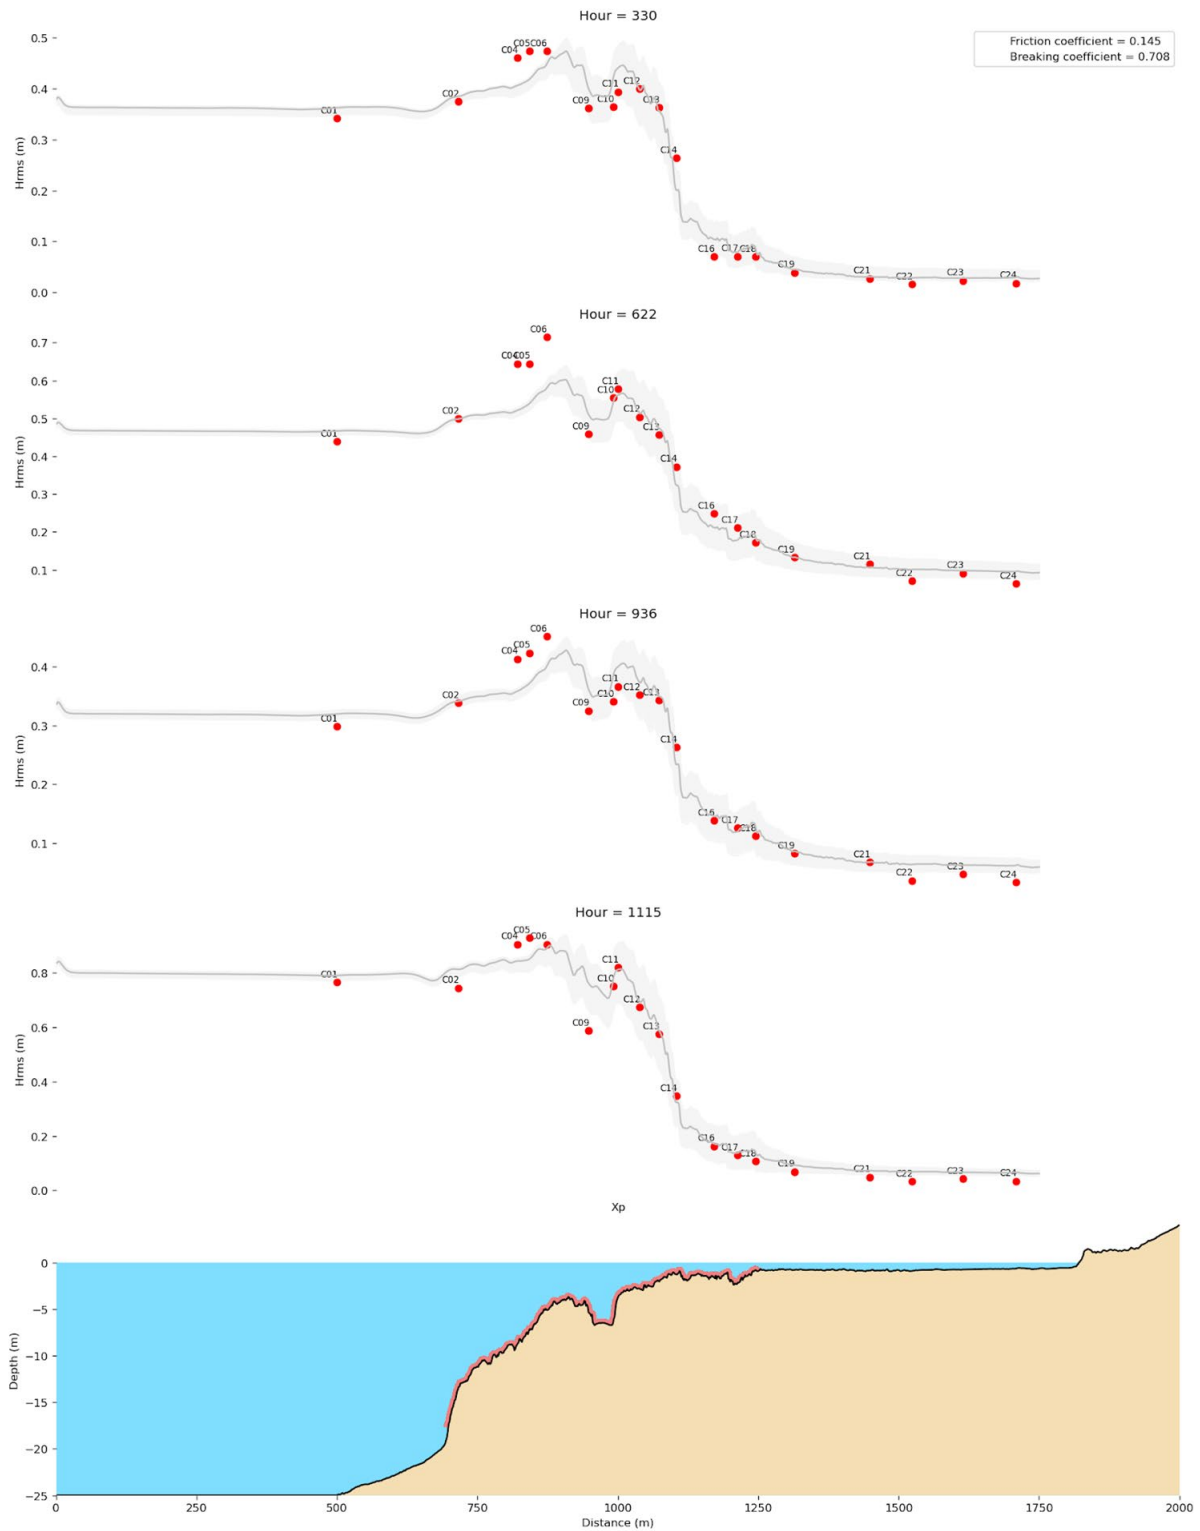 Hour = 330
Friction coefficient = 0.145
Breaking coefficient = 0.708
Hrms (m)
0.5
0.4
0.3
0.2
0.1
0.0
C01
C02
C04
C05
C06
C09
C10
C11
C12
C13
C14
C16
C17
C18
C19
C21
C22
C23
C24
Hour = 622
Hrms (m)
0.7
0.6
0.5
0.4
0.3
0.2
0.1
C01
C02
C04
C05
C06
C09
C10
C11
C12
C13
C14
C16
C17
C18
C19
C21
C22
C23
C24
Hour = 936
Hrms (m)
0.4
0.3
0.2
0.1
C01
C02
C04
C05
C06
C09
C10
C11
C12
C13
C14
C16
C17
C18
C19
C21
C22
C23
C24
Hour = 1115
Hrms (m)
0.8
0.6
0.4
0.2
0.0
C01
C02
C04
C05
C06
C09
C10
C11
C12
C13
C14
C16
C17
C18
C19
C21
C22
C23
C24
Xp
Depth (m)
0
−5
−10
−15
−20
−25
0 250 500 750 1000 1250 1500 1750 2000
Distance (m)